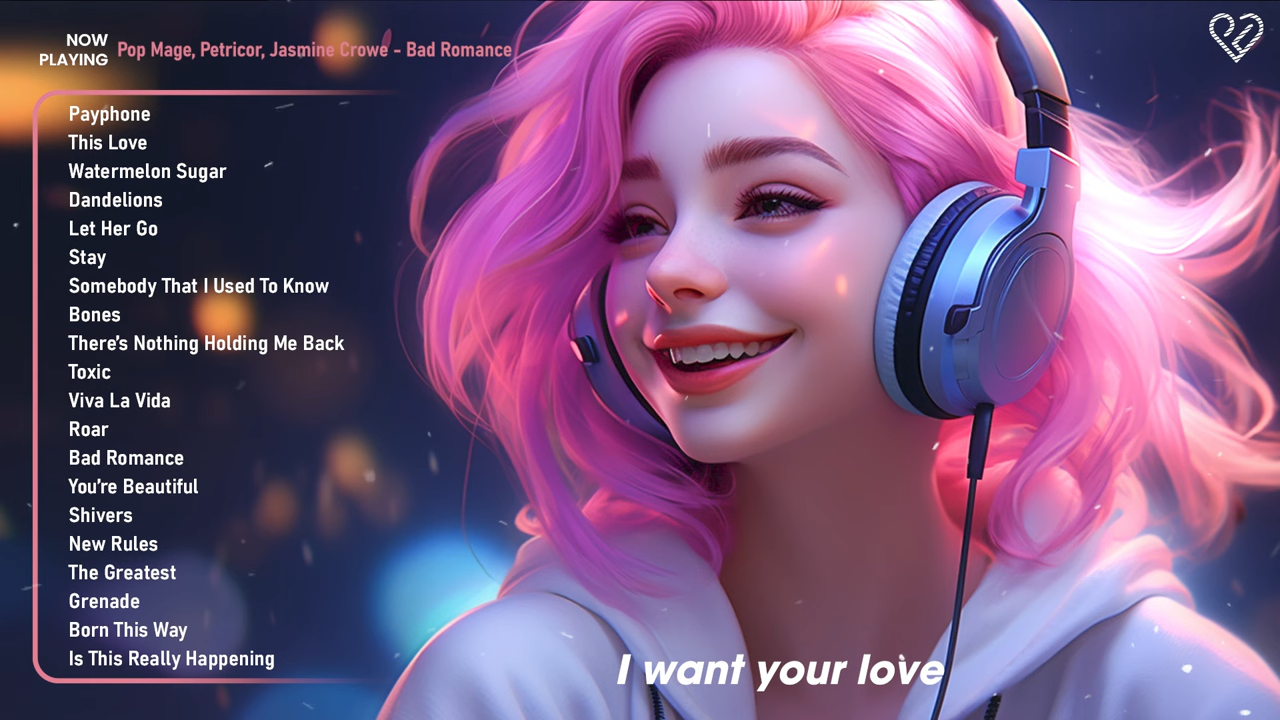 NOW
PLAYING
Pop Mage, Petricor, Jasmine Crowe - Bad Romance
Payphone
This Love
Watermelon Sugar
Dandelions
Let Her Go
Stay
Somebody That I Used To Know
Bones
There's Nothing Holding Me Back
Toxic
Viva La Vida
Roar
Bad Romance
You're Beautiful
Shivers
New Rules
The Greatest
Grenade
Born This Way
Is This Really Happening
I want your love